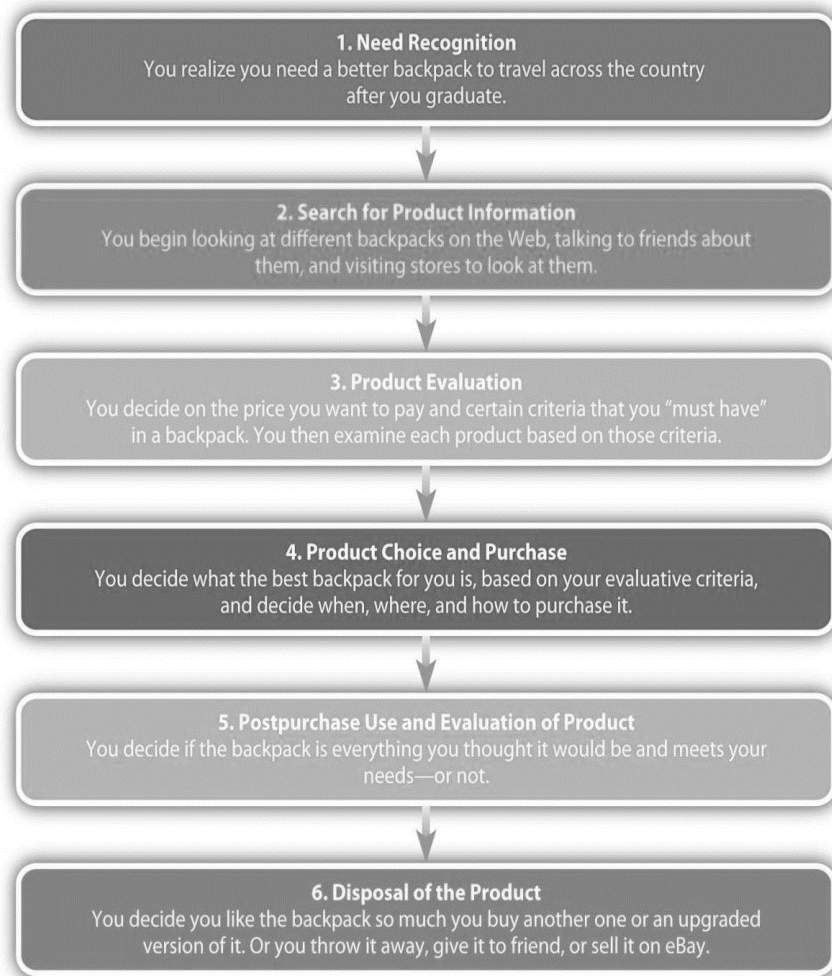 1. Need Recognition
You realize you need a better backpack to travel across the country
after you graduate.
2. Search for Product Information
You begin looking at different backpacks on the Web, talking to friends about
them, and visiting stores to look at them.
3. Product Evaluation
You decide on the price you want to pay and certain criteria that you “must have”
in a backpack. You then examine each product based on those criteria.
4. Product Choice and Purchase
You decide what the best backpack for you is, based on your evaluative criteria,
and decide when, where, and how to purchase it.
5. Postpurchase Use and Evaluation of Product
You decide if the backpack is everything you thought it would be and meets your
needs—or not.
6. Disposal of the Product
You decide you like the backpack so much you buy another one or an upgraded
version of it. Or you throw it away, give it to friend, or sell it on eBay.